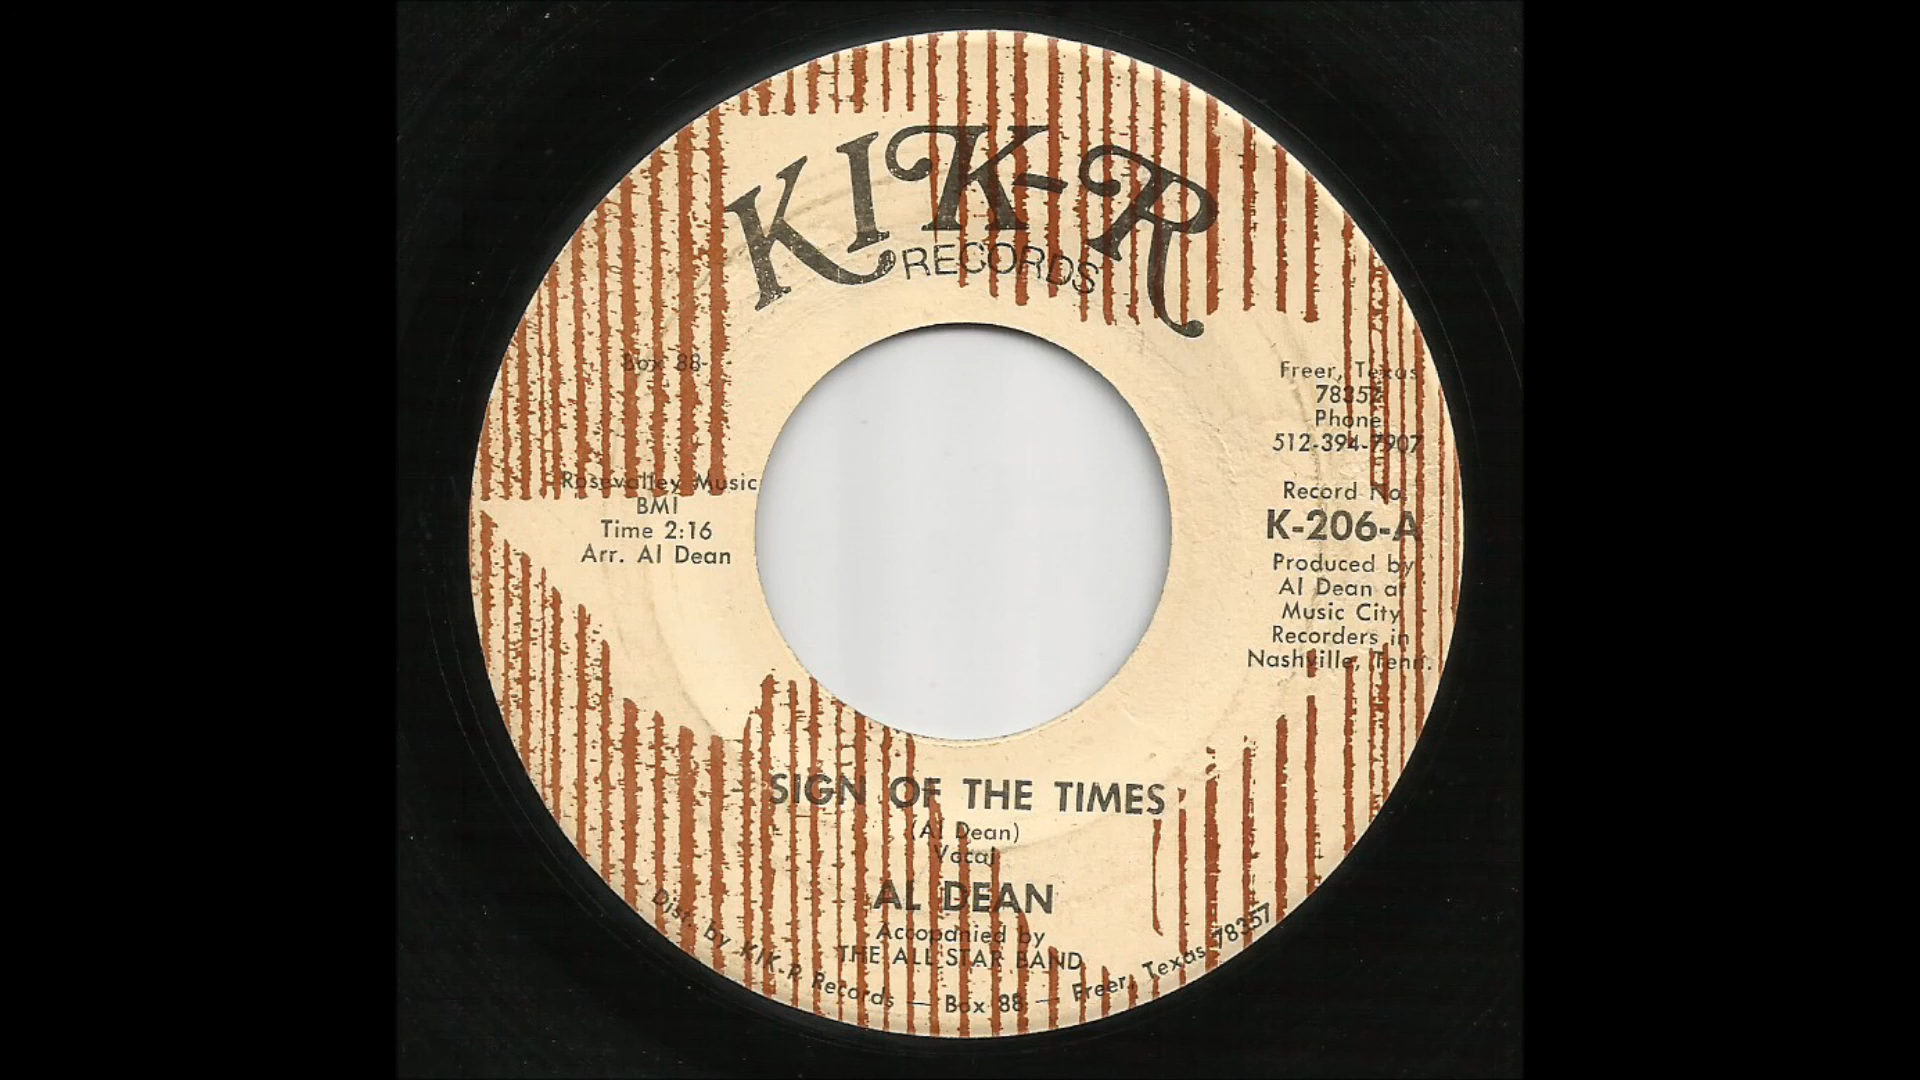 KIK-R
RECORDS
Box 88
Freer, Texas
78357
Phone
512-394-7907
Rosevalley Music
BMI
Time 2:16
Arr. Al Dean
Record No.
K-206-A
Produced by
Al Dean at
Music City
Recorders in
Nashville, Tenn.
SIGN OF THE TIMES
(Al Dean)
Vocal
AL DEAN
Accopanied by
THE ALL STAR BAND
Dist. by KIK-R Records — Box 88 — Freer, Texas 78357